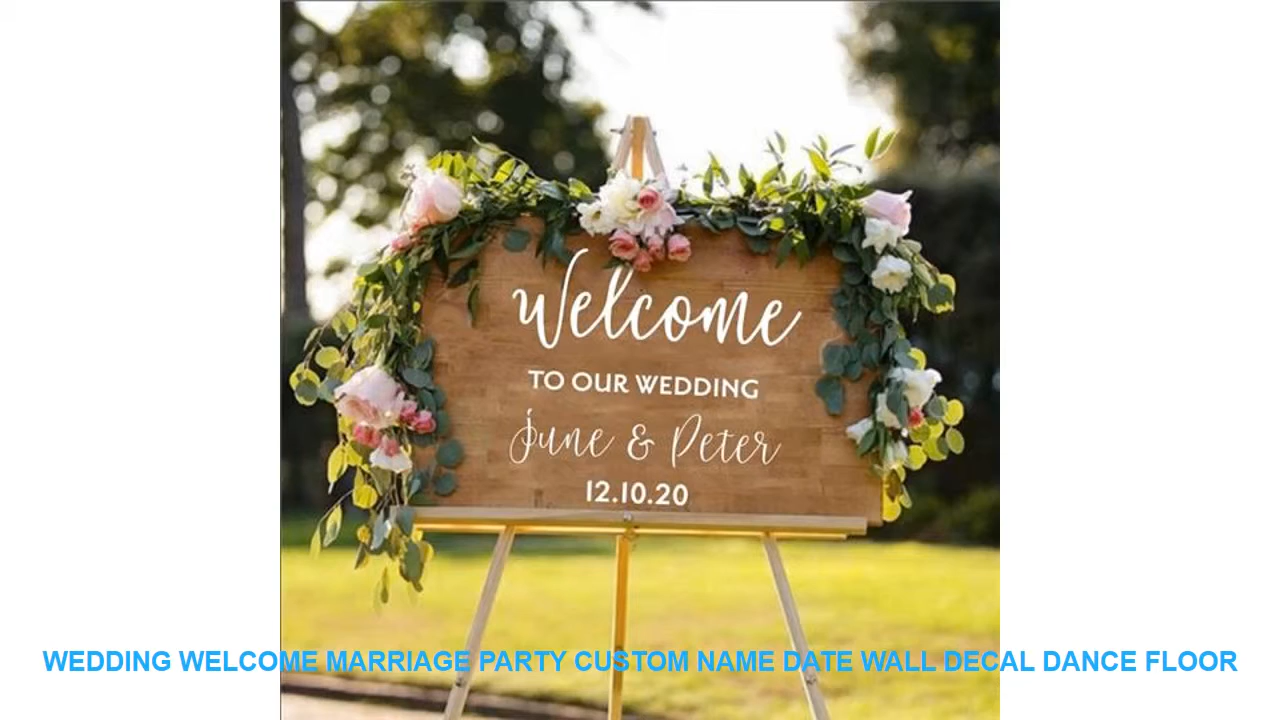 Welcome
TO OUR WEDDING
June & Peter
12.10.20
WEDDING WELCOME MARRIAGE PARTY CUSTOM NAME DATE WALL DECAL DANCE FLOOR